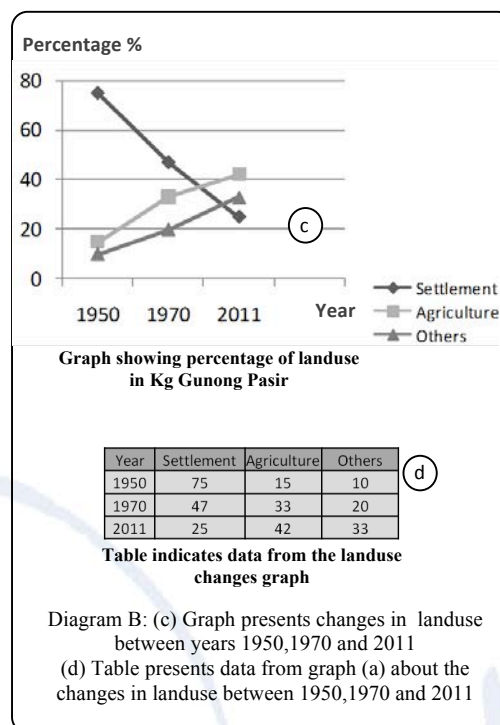 Percentage %
80
60
40
20
0
c
1950 1970 2011 Year
Settlement
Agriculture
Others
Graph showing percentage of landuse
in Kg Gunong Pasir
Year Settlement Agriculture Others
1950 75 15 10
1970 47 33 20
2011 25 42 33
d
Table indicates data from the landuse
changes graph
Diagram B: (c) Graph presents changes in landuse
between years 1950,1970 and 2011
(d) Table presents data from graph (a) about the
changes in landuse between 1950,1970 and 2011